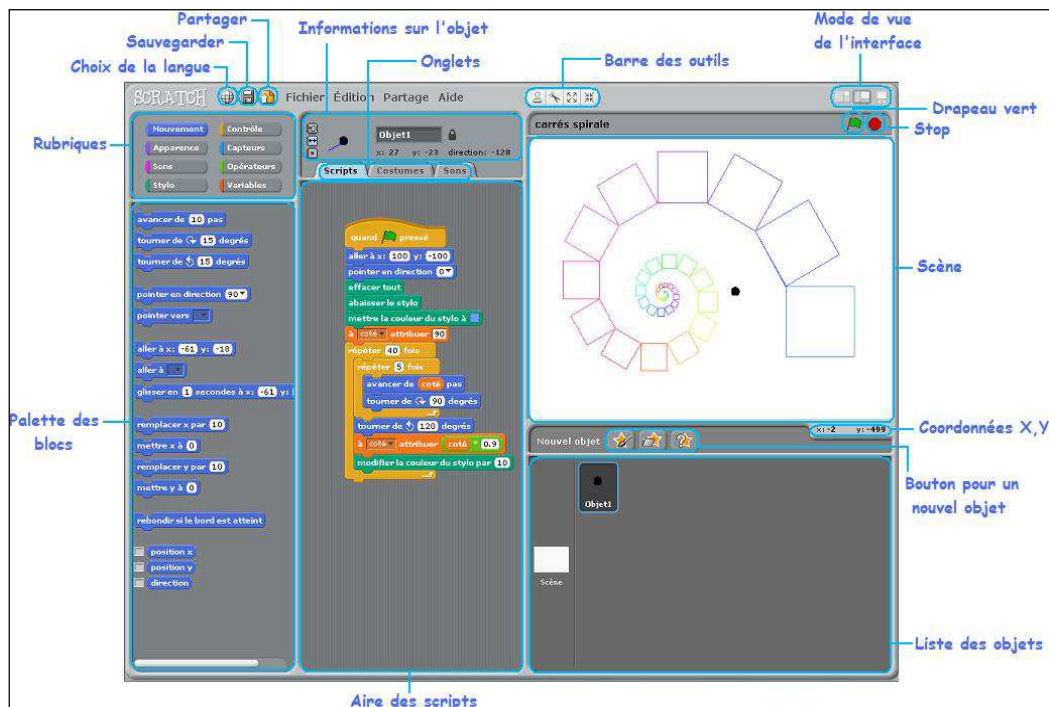 Partager
Sauvegarder
Choix de la langue
Informations sur l'objet
Onglets
Barre des outils
Mode de vue
de l'interface
SCRATCH
Fichier Édition Partage Aide
Drapeau vert
Stop
Rubriques
Mouvement
Contrôle
Apparence
Capteurs
Sons
Opérateurs
Stylo
Variables
Objet1
x: 27 y: -23 direction: -120
Scripts
Costumes
Sons
carrés spirale
Scène
Palette des
blocs
avancer de 10 pas
tourner de 15 degrés
tourner de 15 degrés
pointer en direction 90
pointer vers
aller à x: -61 y: -18
aller à
glisser en 1 secondes à x: -61 y:
remplacer x par 10
mettre x à 0
remplacer y par 10
mettre y à 0
rebondir si le bord est atteint
position x
position y
direction
quand pressé
aller à x: 100 y: -100
pointer en direction 0
effacer tout
abaisser le stylo
mettre la couleur du stylo à
à coté attribuer 90
répéter 40 fois
répéter 5 fois
avancer de coté pas
tourner de 90 degrés
tourner de 120 degrés
à coté attribuer coté * 0.9
modifier la couleur du stylo par 10
x: -2 y: -499
Coordonnées X,Y
Nouvel objet
Bouton pour un
nouvel objet
Objet1
Scène
Liste des objets
Aire des scripts